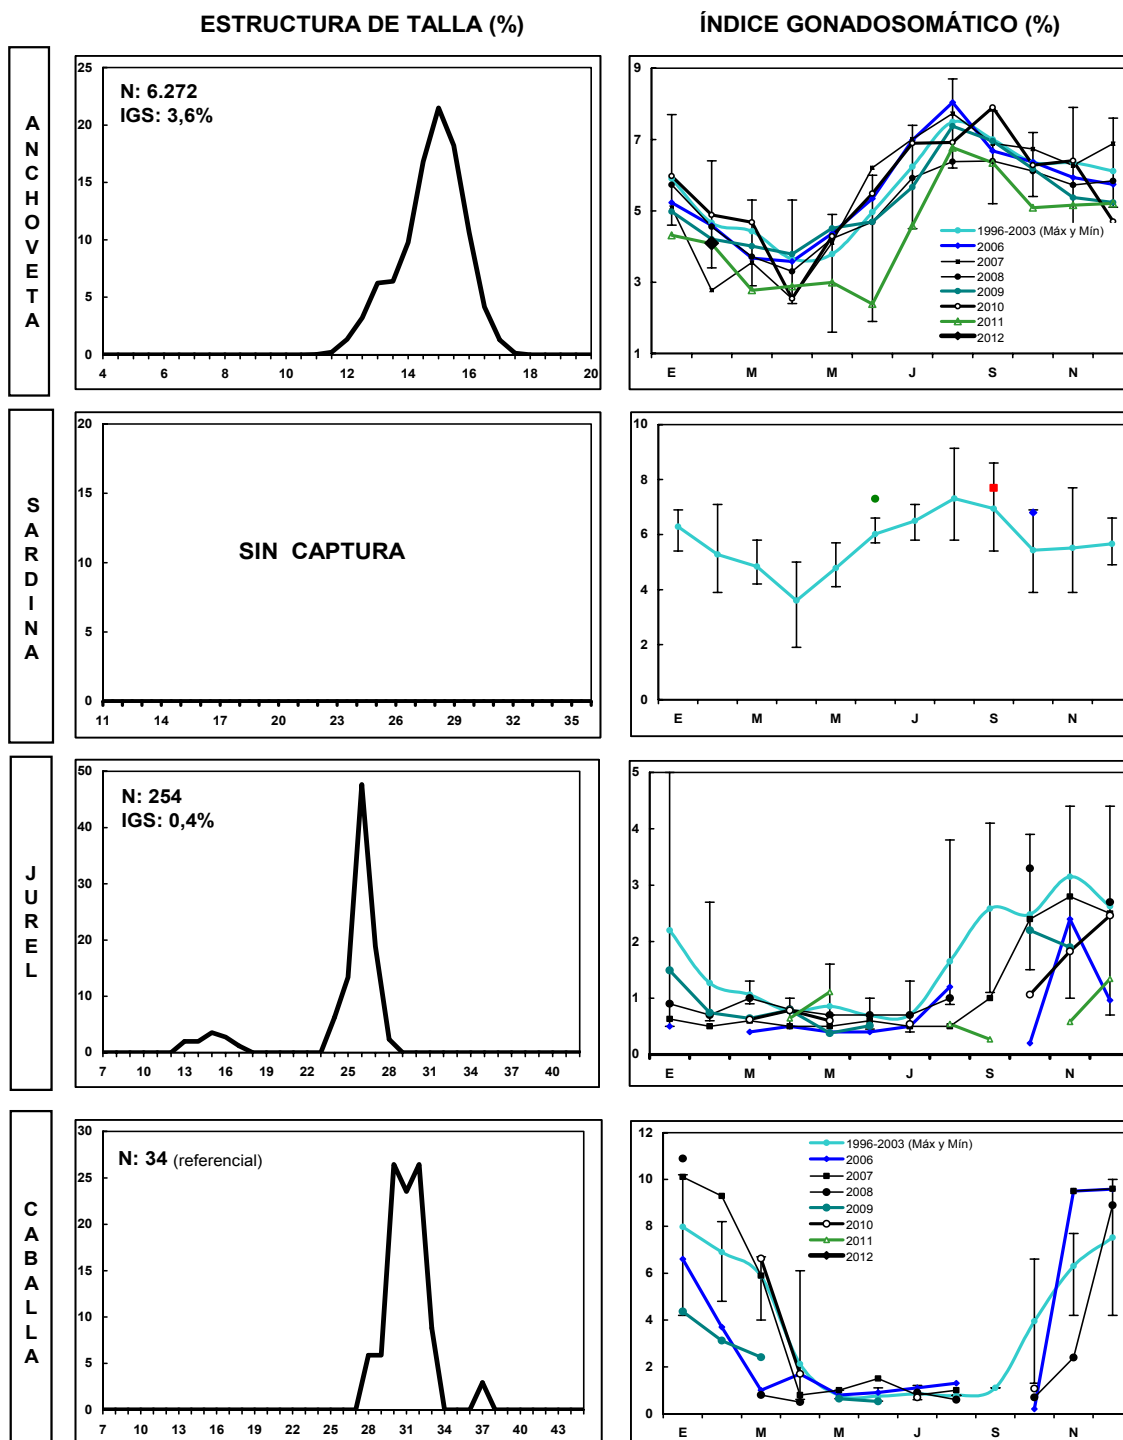 ESTRUCTURA DE TALLA (%)
ÍNDICE GONADOSOMÁTICO (%)
ANCHOVETA
N: 6.272
IGS: 3,6%
25
20
15
10
5
0
4 6 8 10 12 14 16 18 20
9
7
5
3
1
E M M J S N
1996-2003 (Máx y Mín)
2006
2007
2008
2009
2010
2011
2012
SARDINA
20
15
10
5
0
SIN CAPTURA
11 14 17 20 23 26 29 32 35
10
8
6
4
2
0
E M M J S N
JUREL
N: 254
IGS: 0,4%
50
40
30
20
10
0
7 10 13 16 19 22 25 28 31 34 37 40
5
4
3
2
1
0
E M M J S N
CABALLA
N: 34 (referencial)
30
25
20
15
10
5
0
7 10 13 16 19 22 25 28 31 34 37 40 43
12
10
8
6
4
2
0
1996-2003 (Máx y Mín)
2006
2007
2008
2009
2010
2011
2012
E M M J S N